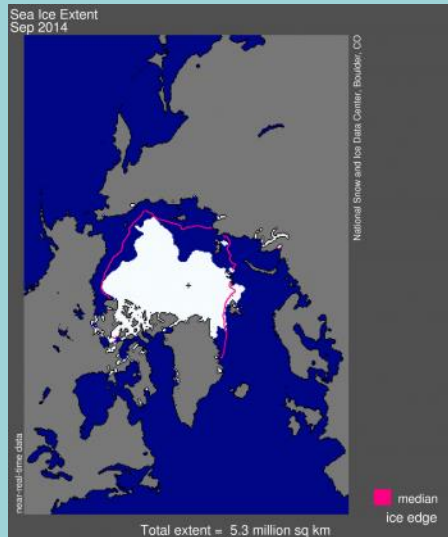 Sea Ice Extent
Sep 2014
National Snow and Ice Data Center, Boulder, CO
near-real-time data
median
ice edge
Total extent = 5.3 million sq km